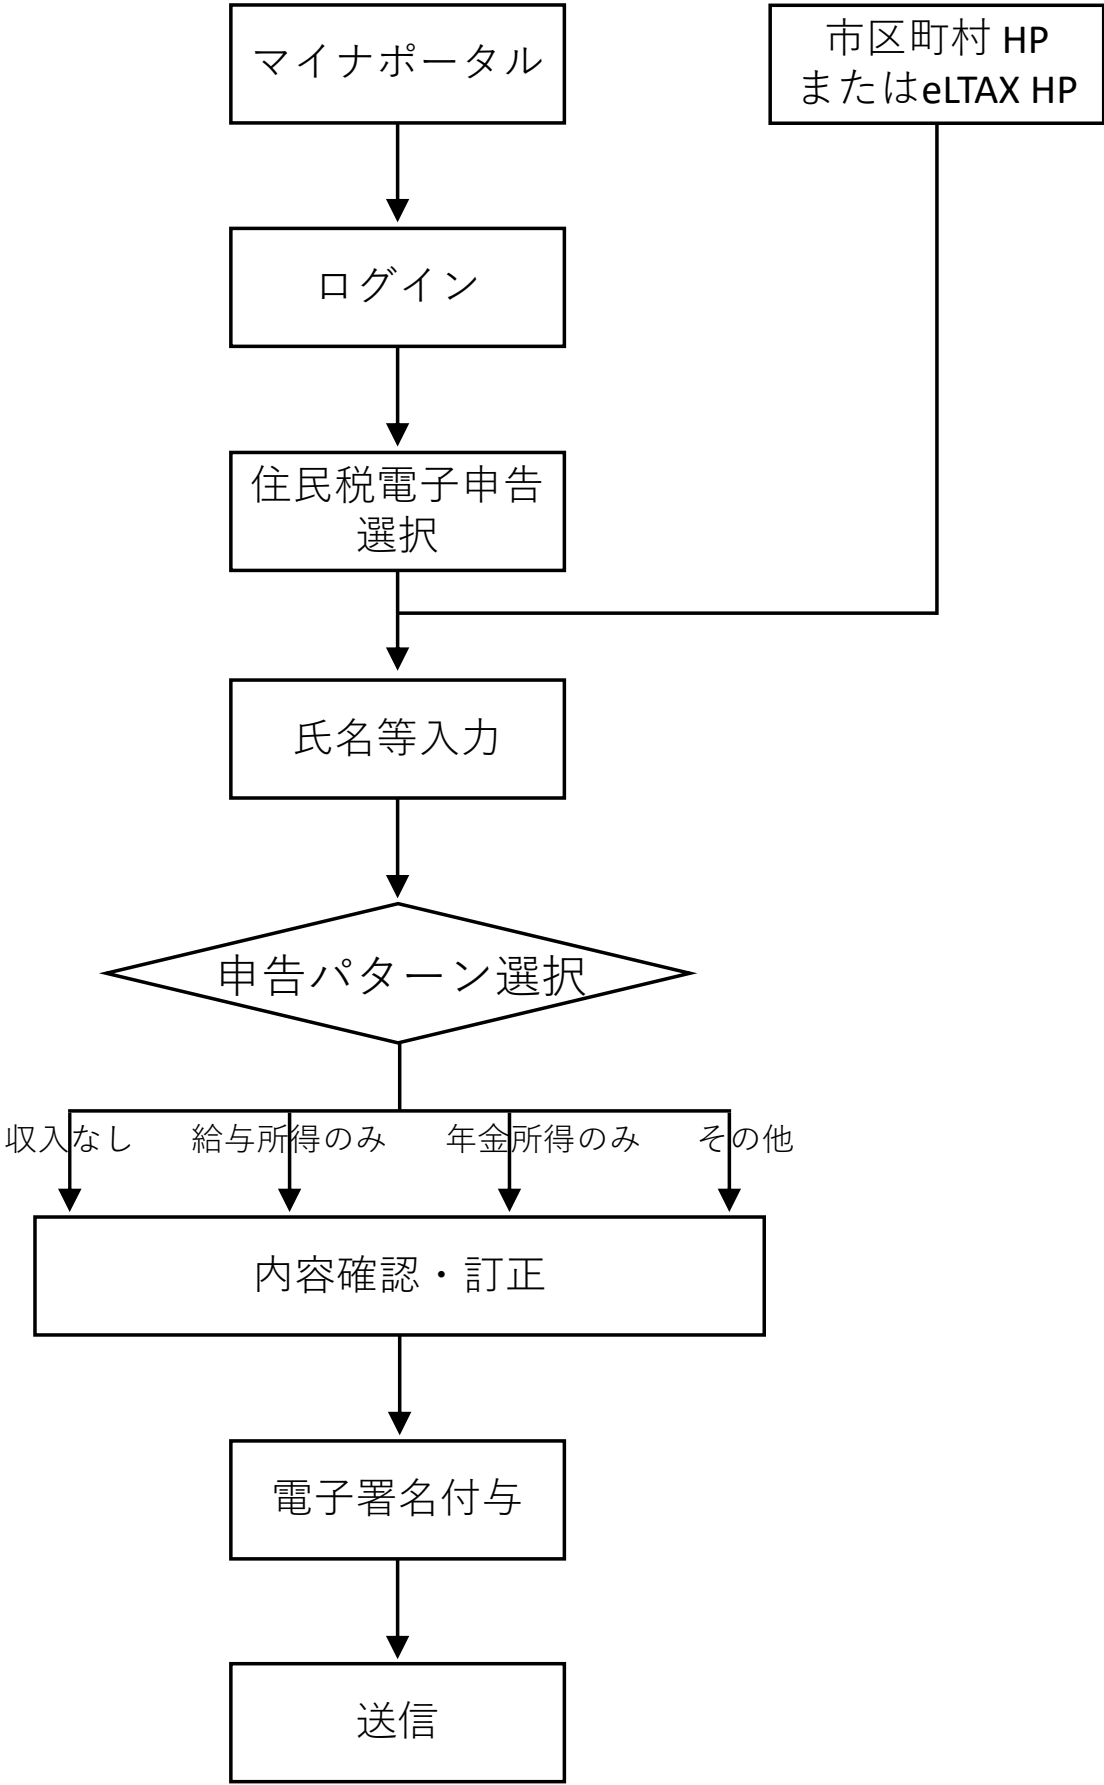 マイナポータル
市区町村 HP
またはeLTAX HP
ログイン
住民税電子申告
選択
氏名等入力
申告パターン選択
収入なし
給与所得のみ
年金所得のみ
その他
内容確認・訂正
電子署名付与
送信